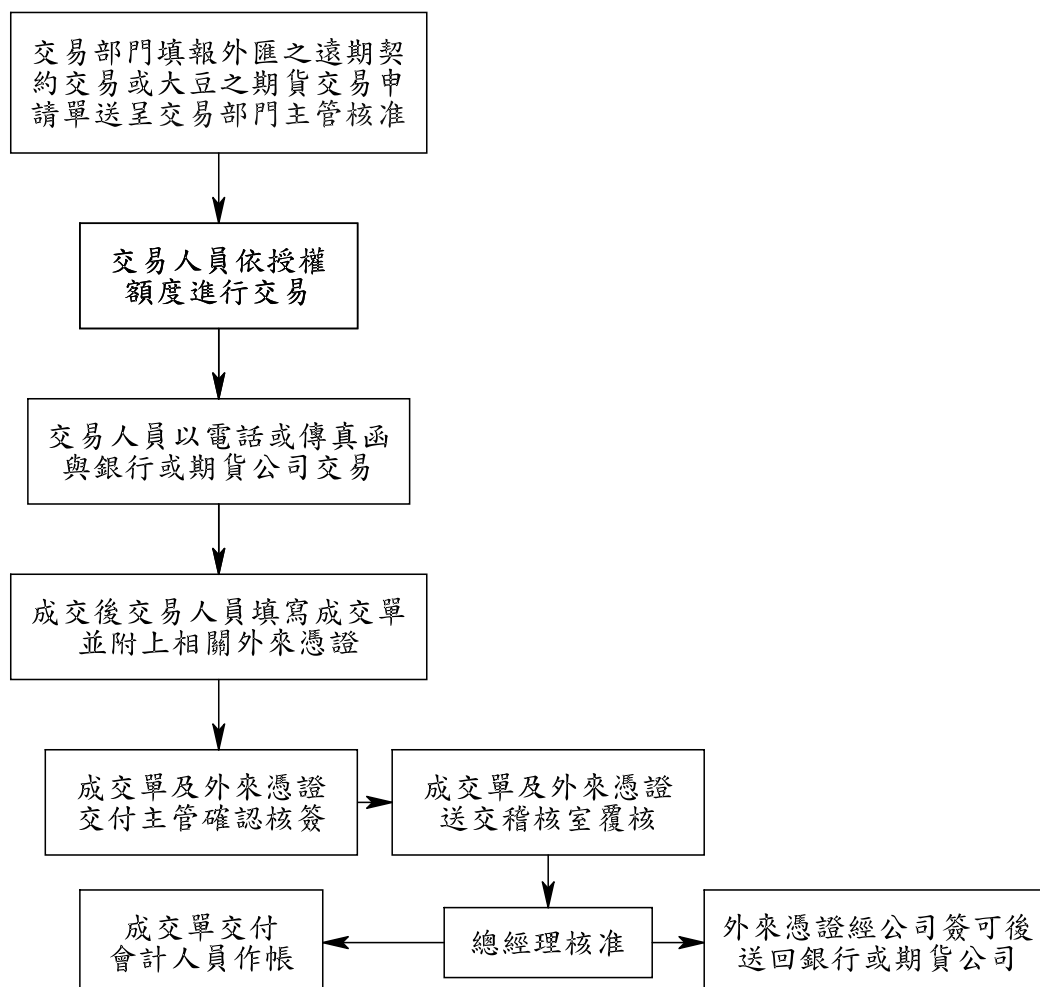 交易部門填報外匯之遠期契
約交易或大豆之期貨交易申
請單送呈交易部門主管核准
交易人員依授權
額度進行交易
交易人員以電話或傳真函
與銀行或期貨公司交易
成交後交易人員填寫成交單
並附上相關外來憑證
成交單及外來憑證
交付主管確認核簽
成交單及外來憑證
送交稽核室覆核
成交單交付
會計人員作帳
總經理核准
外來憑證經公司簽可後
送回銀行或期貨公司